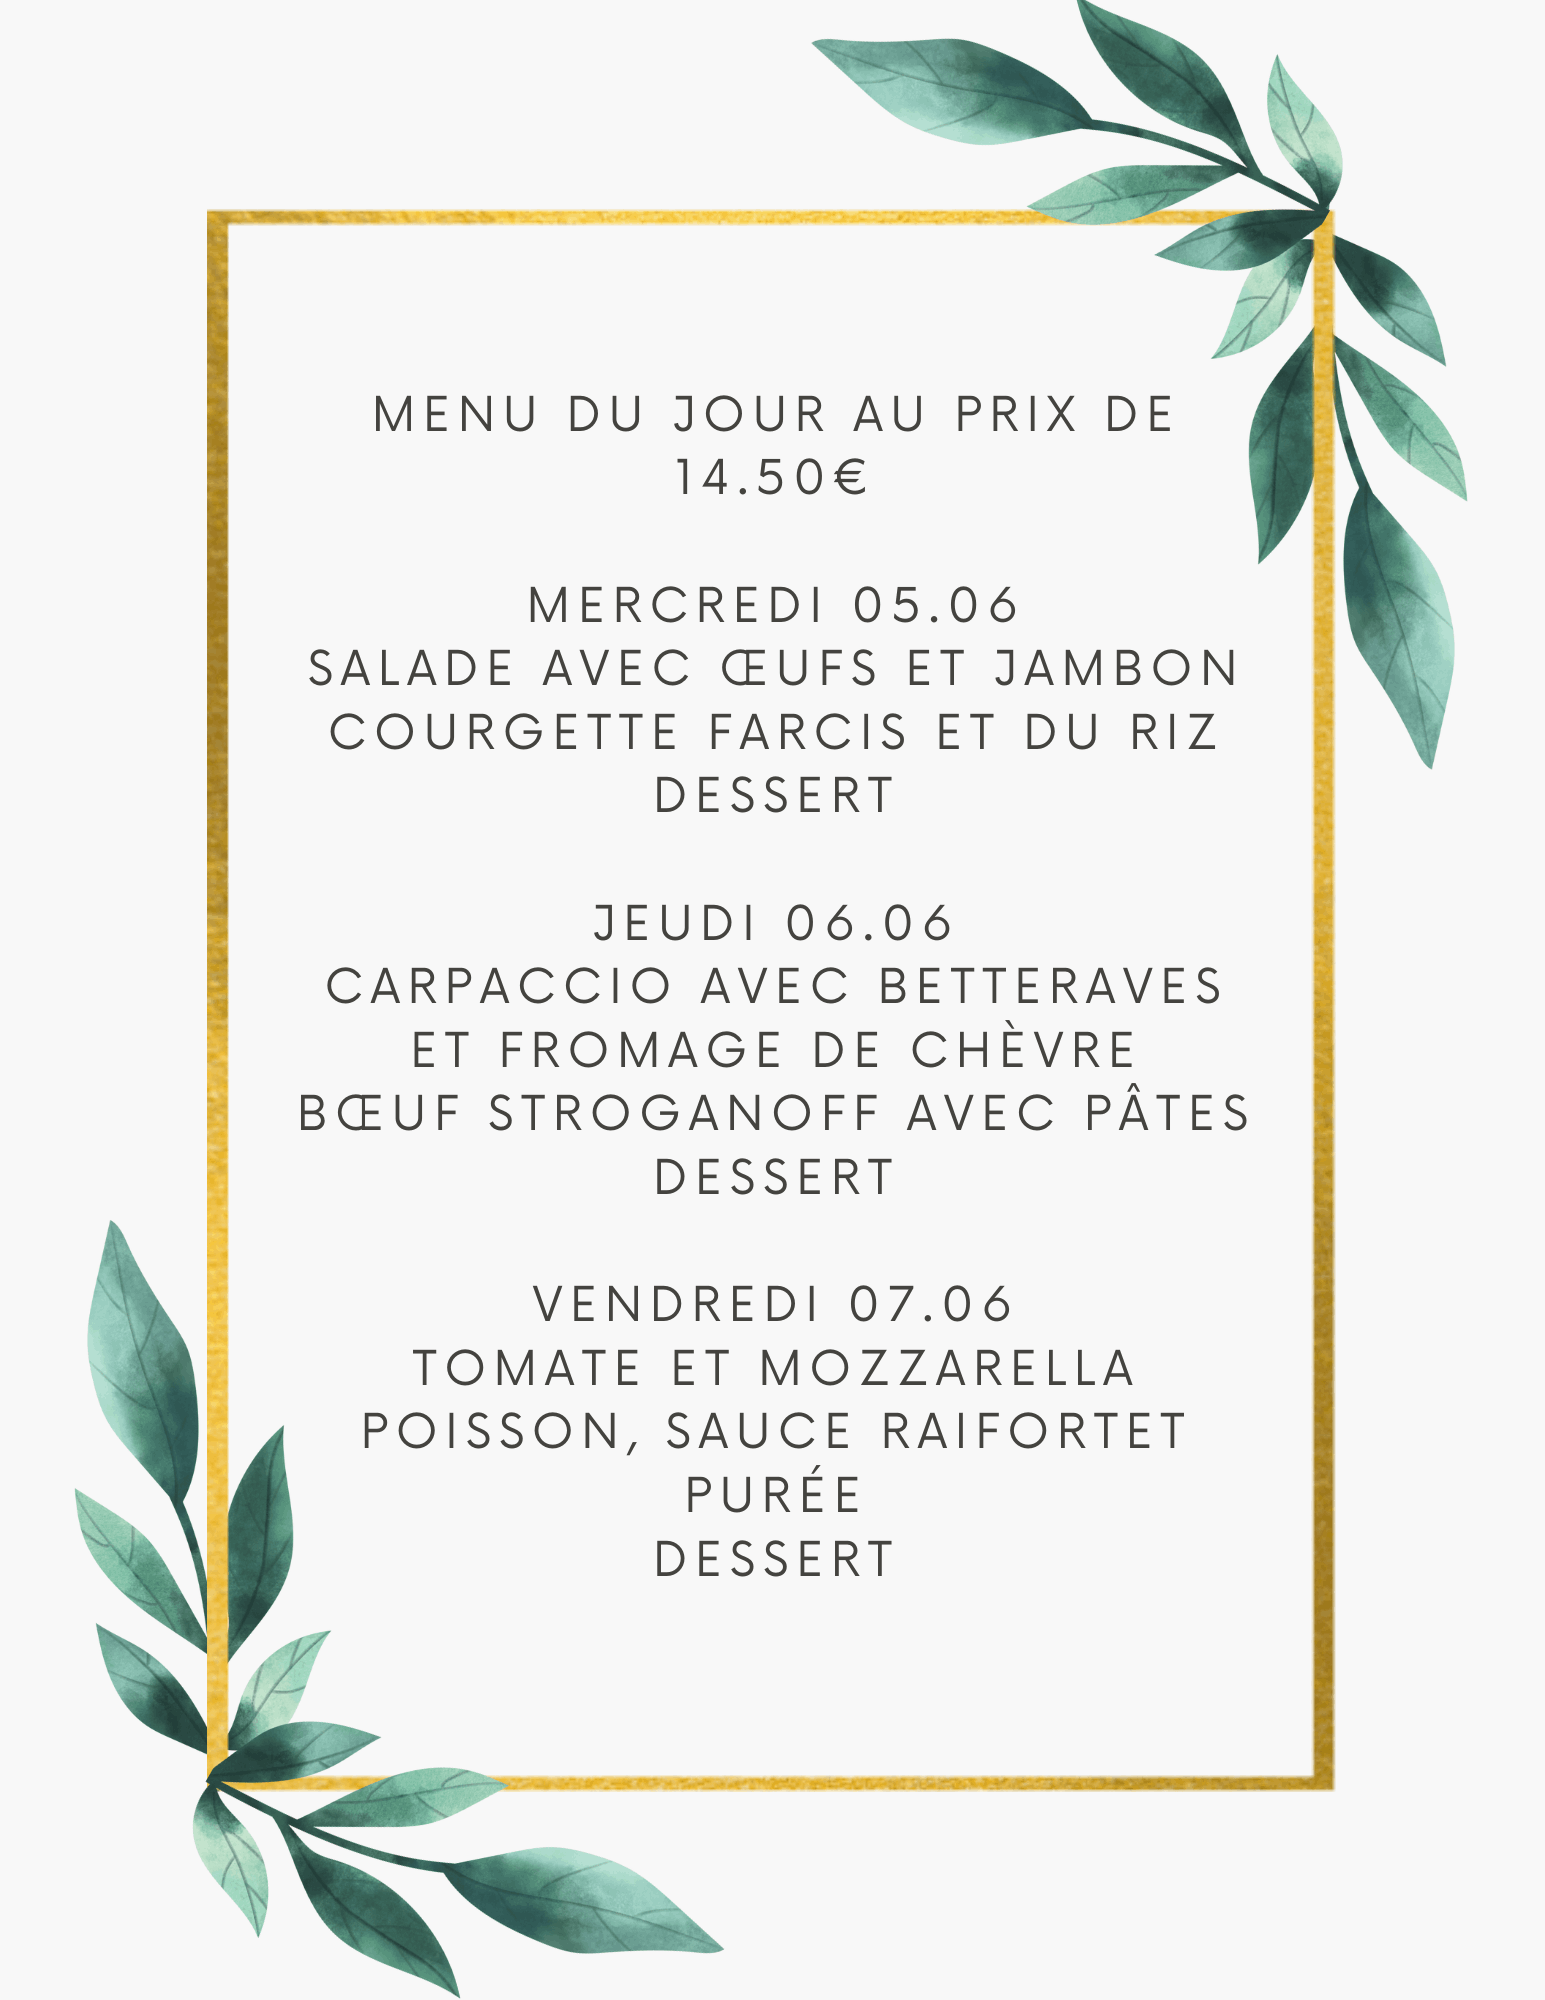 MENU DU JOUR AU PRIX DE
14.50€
MERCREDI 05.06
SALADE AVEC ŒUFS ET JAMBON
COURGETTE FARCIS ET DU RIZ
DESSERT
JEUDI 06.06
CARPACCIO AVEC BETTERAVES
ET FROMAGE DE CHÈVRE
BŒUF STROGANOFF AVEC PÂTES
DESSERT
VENDREDI 07.06
TOMATE ET MOZZARELLA
POISSON, SAUCE RAIFORTET
PURÉE
DESSERT